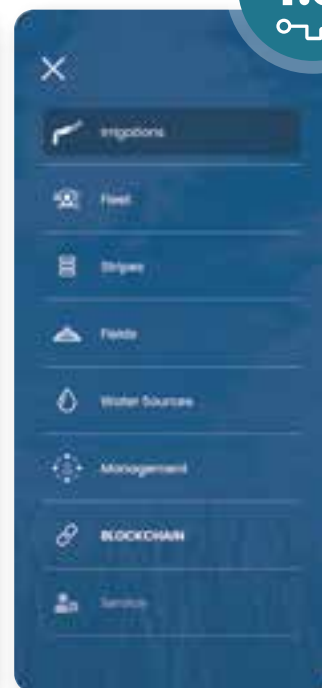 Irrigations
Fleet
Stripes
Fields
Water Sources
Management
BLOCKCHAIN
Service